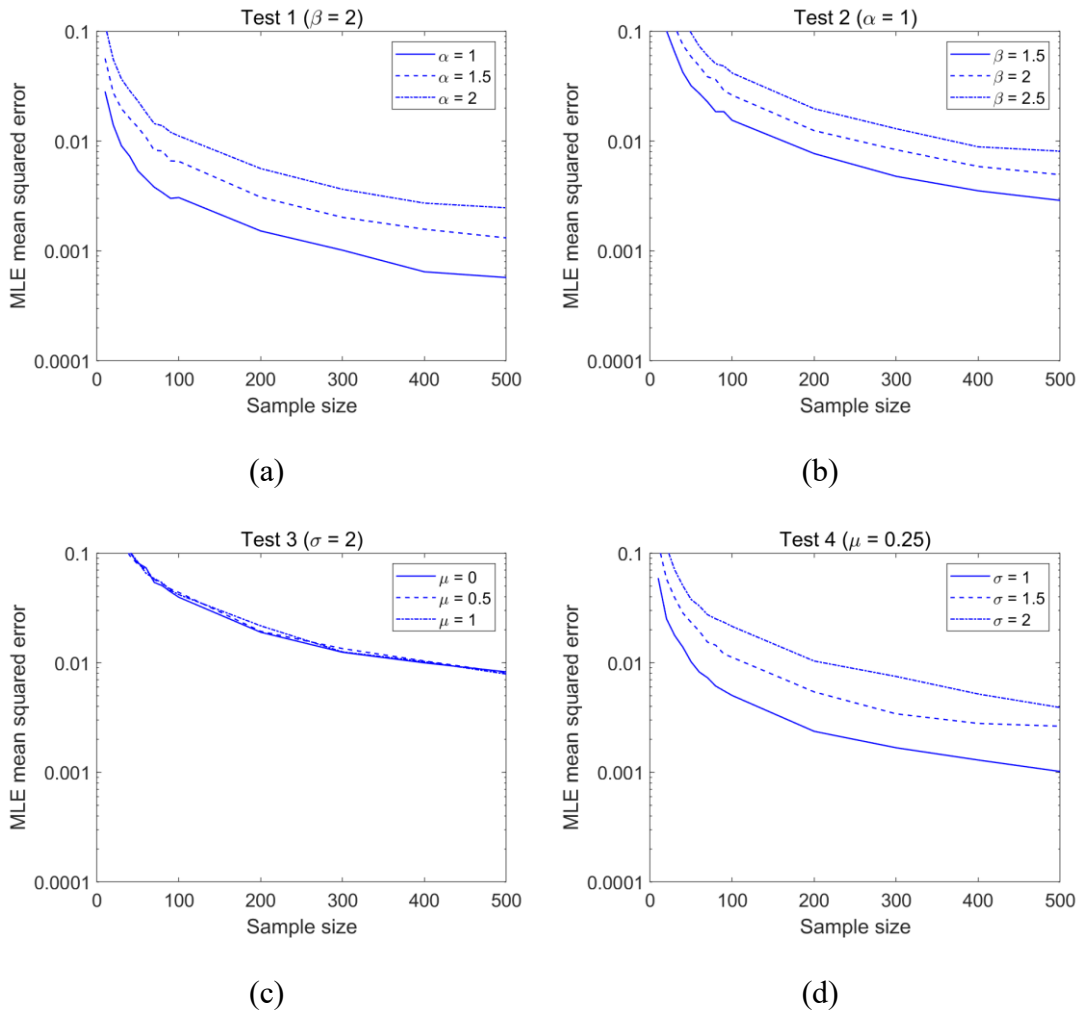 Test 1 (β = 2)
MLE mean squared error
0.1
0.01
0.001
0.0001
α = 1
α = 1.5
α = 2
0 100 200 300 400 500
Sample size
(a)
Test 2 (α = 1)
MLE mean squared error
0.1
0.01
0.001
0.0001
β = 1.5
β = 2
β = 2.5
0 100 200 300 400 500
Sample size
(b)
Test 3 (σ = 2)
MLE mean squared error
0.1
0.01
0.001
0.0001
μ = 0
μ = 0.5
μ = 1
0 100 200 300 400 500
Sample size
(c)
Test 4 (μ = 0.25)
MLE mean squared error
0.1
0.01
0.001
0.0001
σ = 1
σ = 1.5
σ = 2
0 100 200 300 400 500
Sample size
(d)